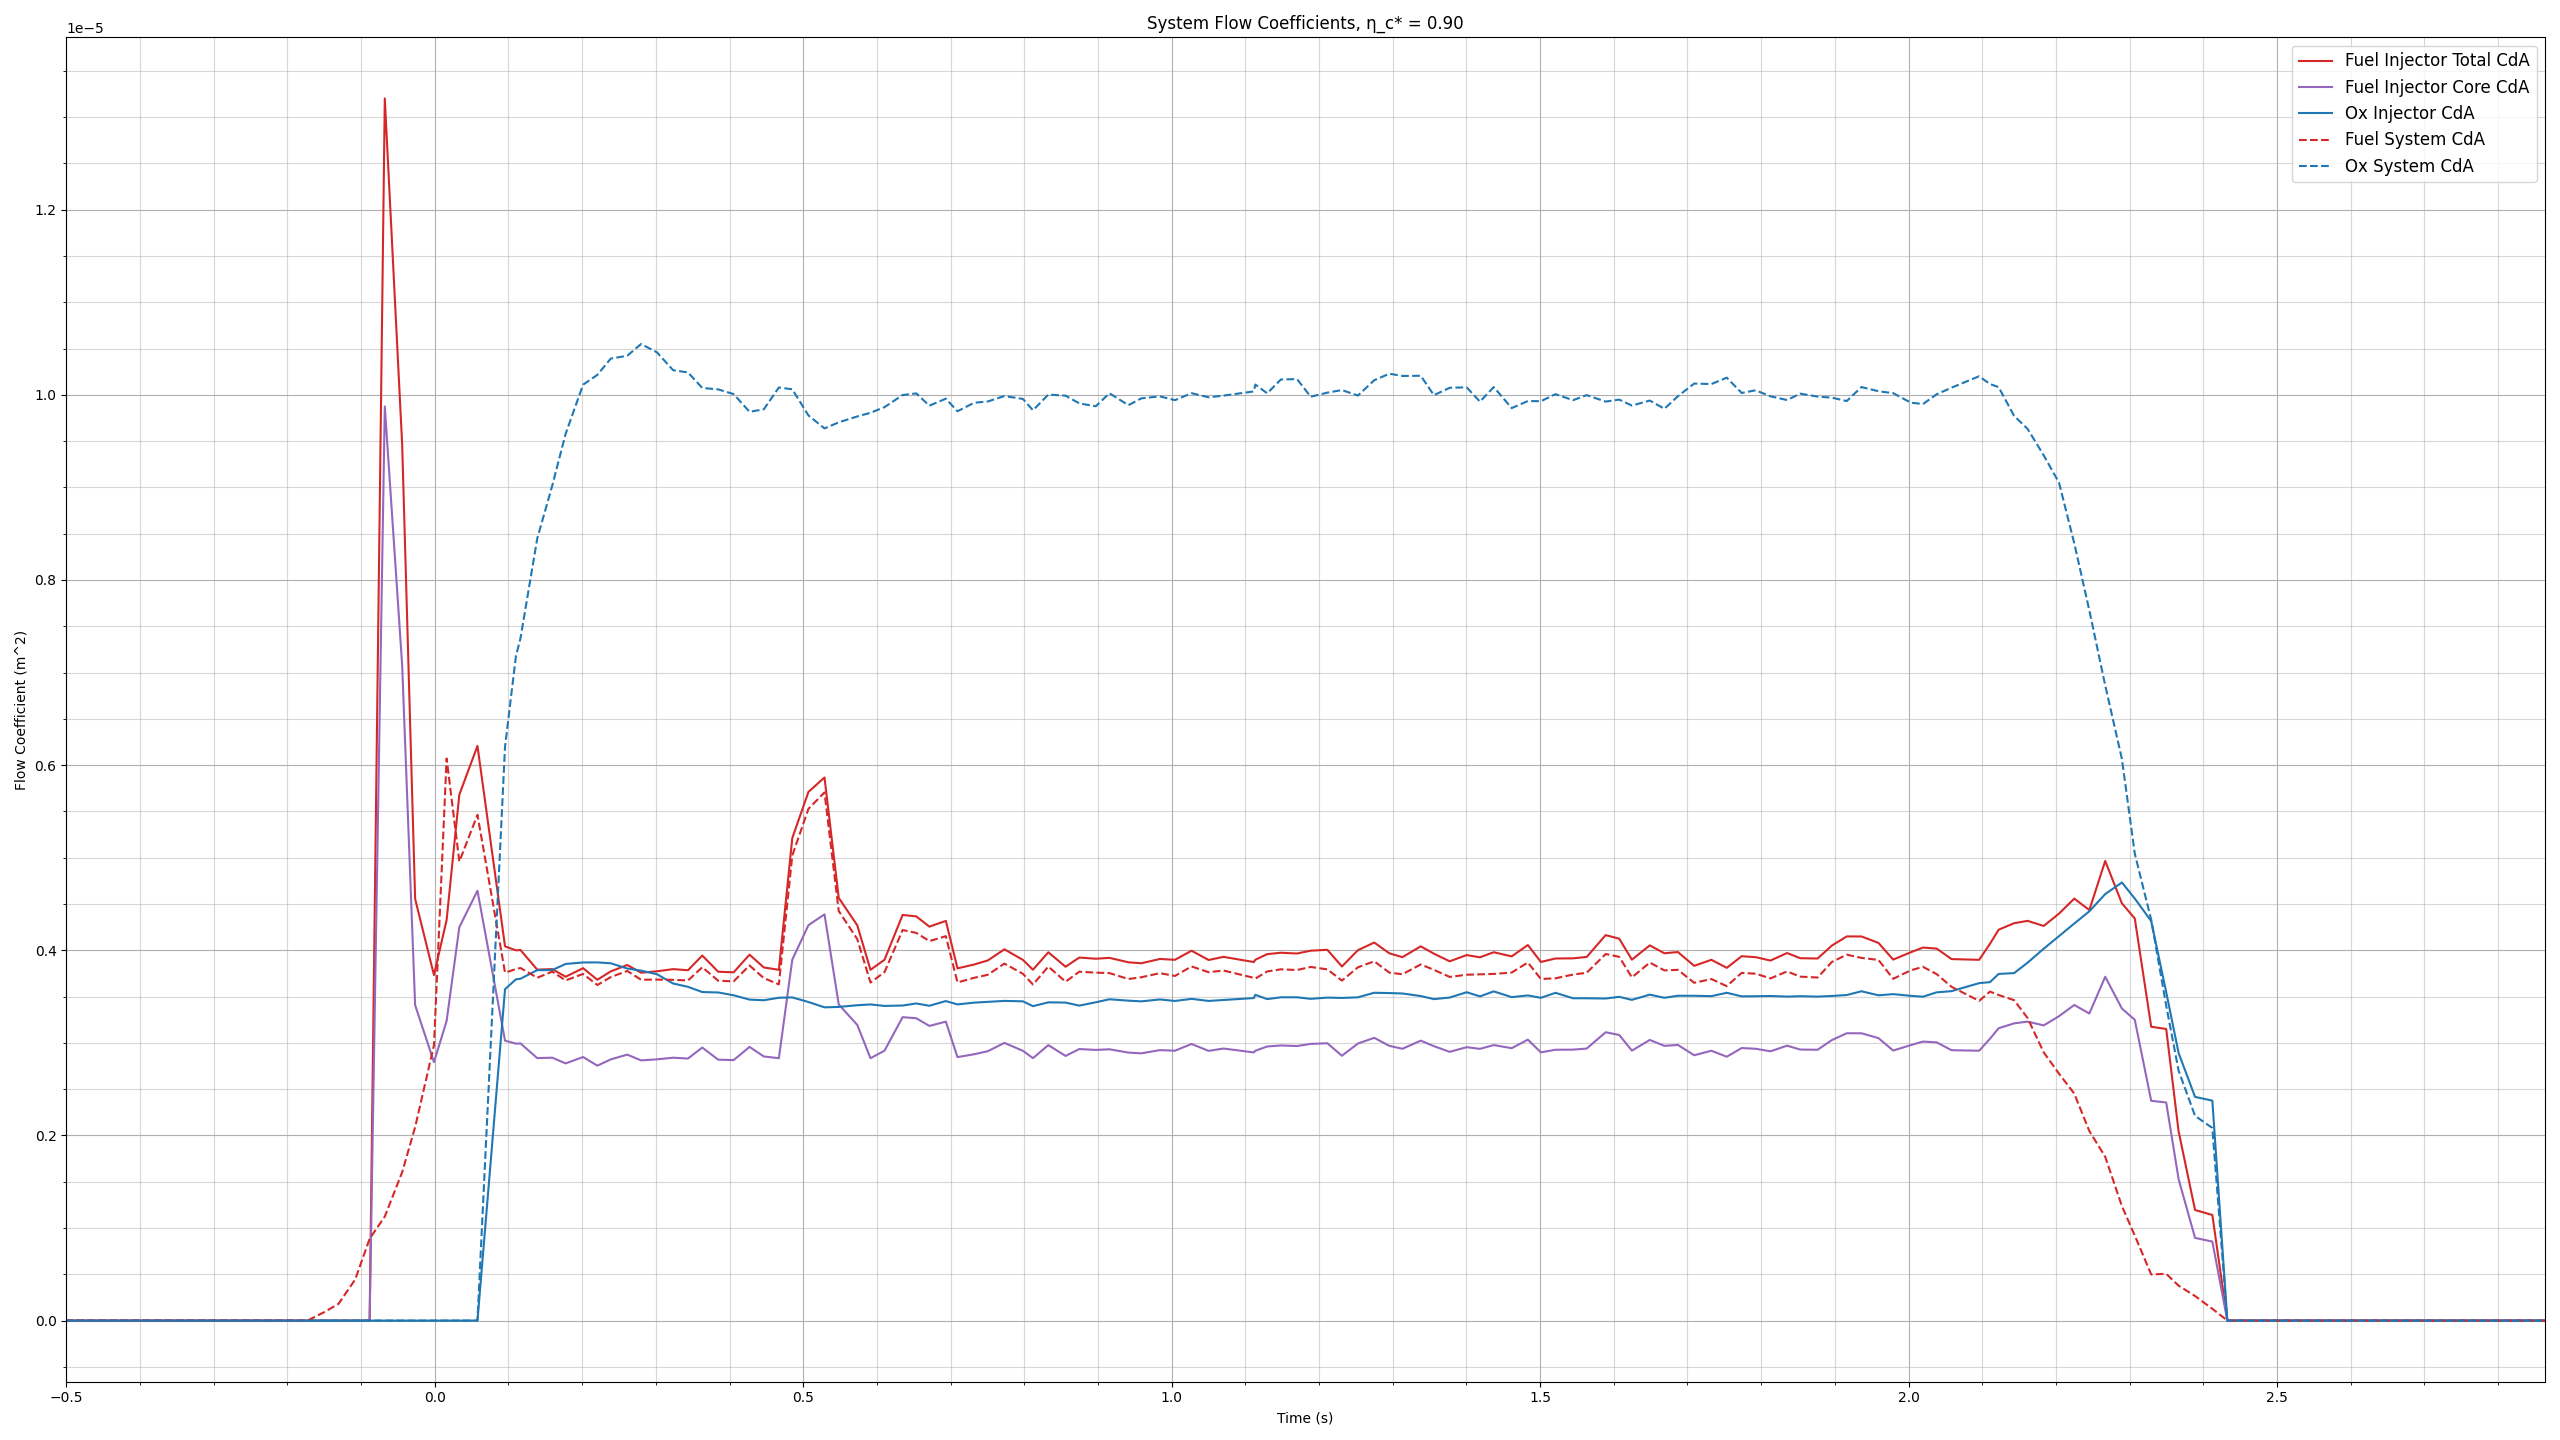 System Flow Coefficients, η_c* = 0.90
1e−5
Fuel Injector Total CdA
Fuel Injector Core CdA
Ox Injector CdA
Fuel System CdA
Ox System CdA
1.2
1.0
0.8
0.6
0.4
0.2
0.0
Flow Coefficient (m^2)
−0.5 0.0 0.5 1.0 1.5 2.0 2.5
Time (s)